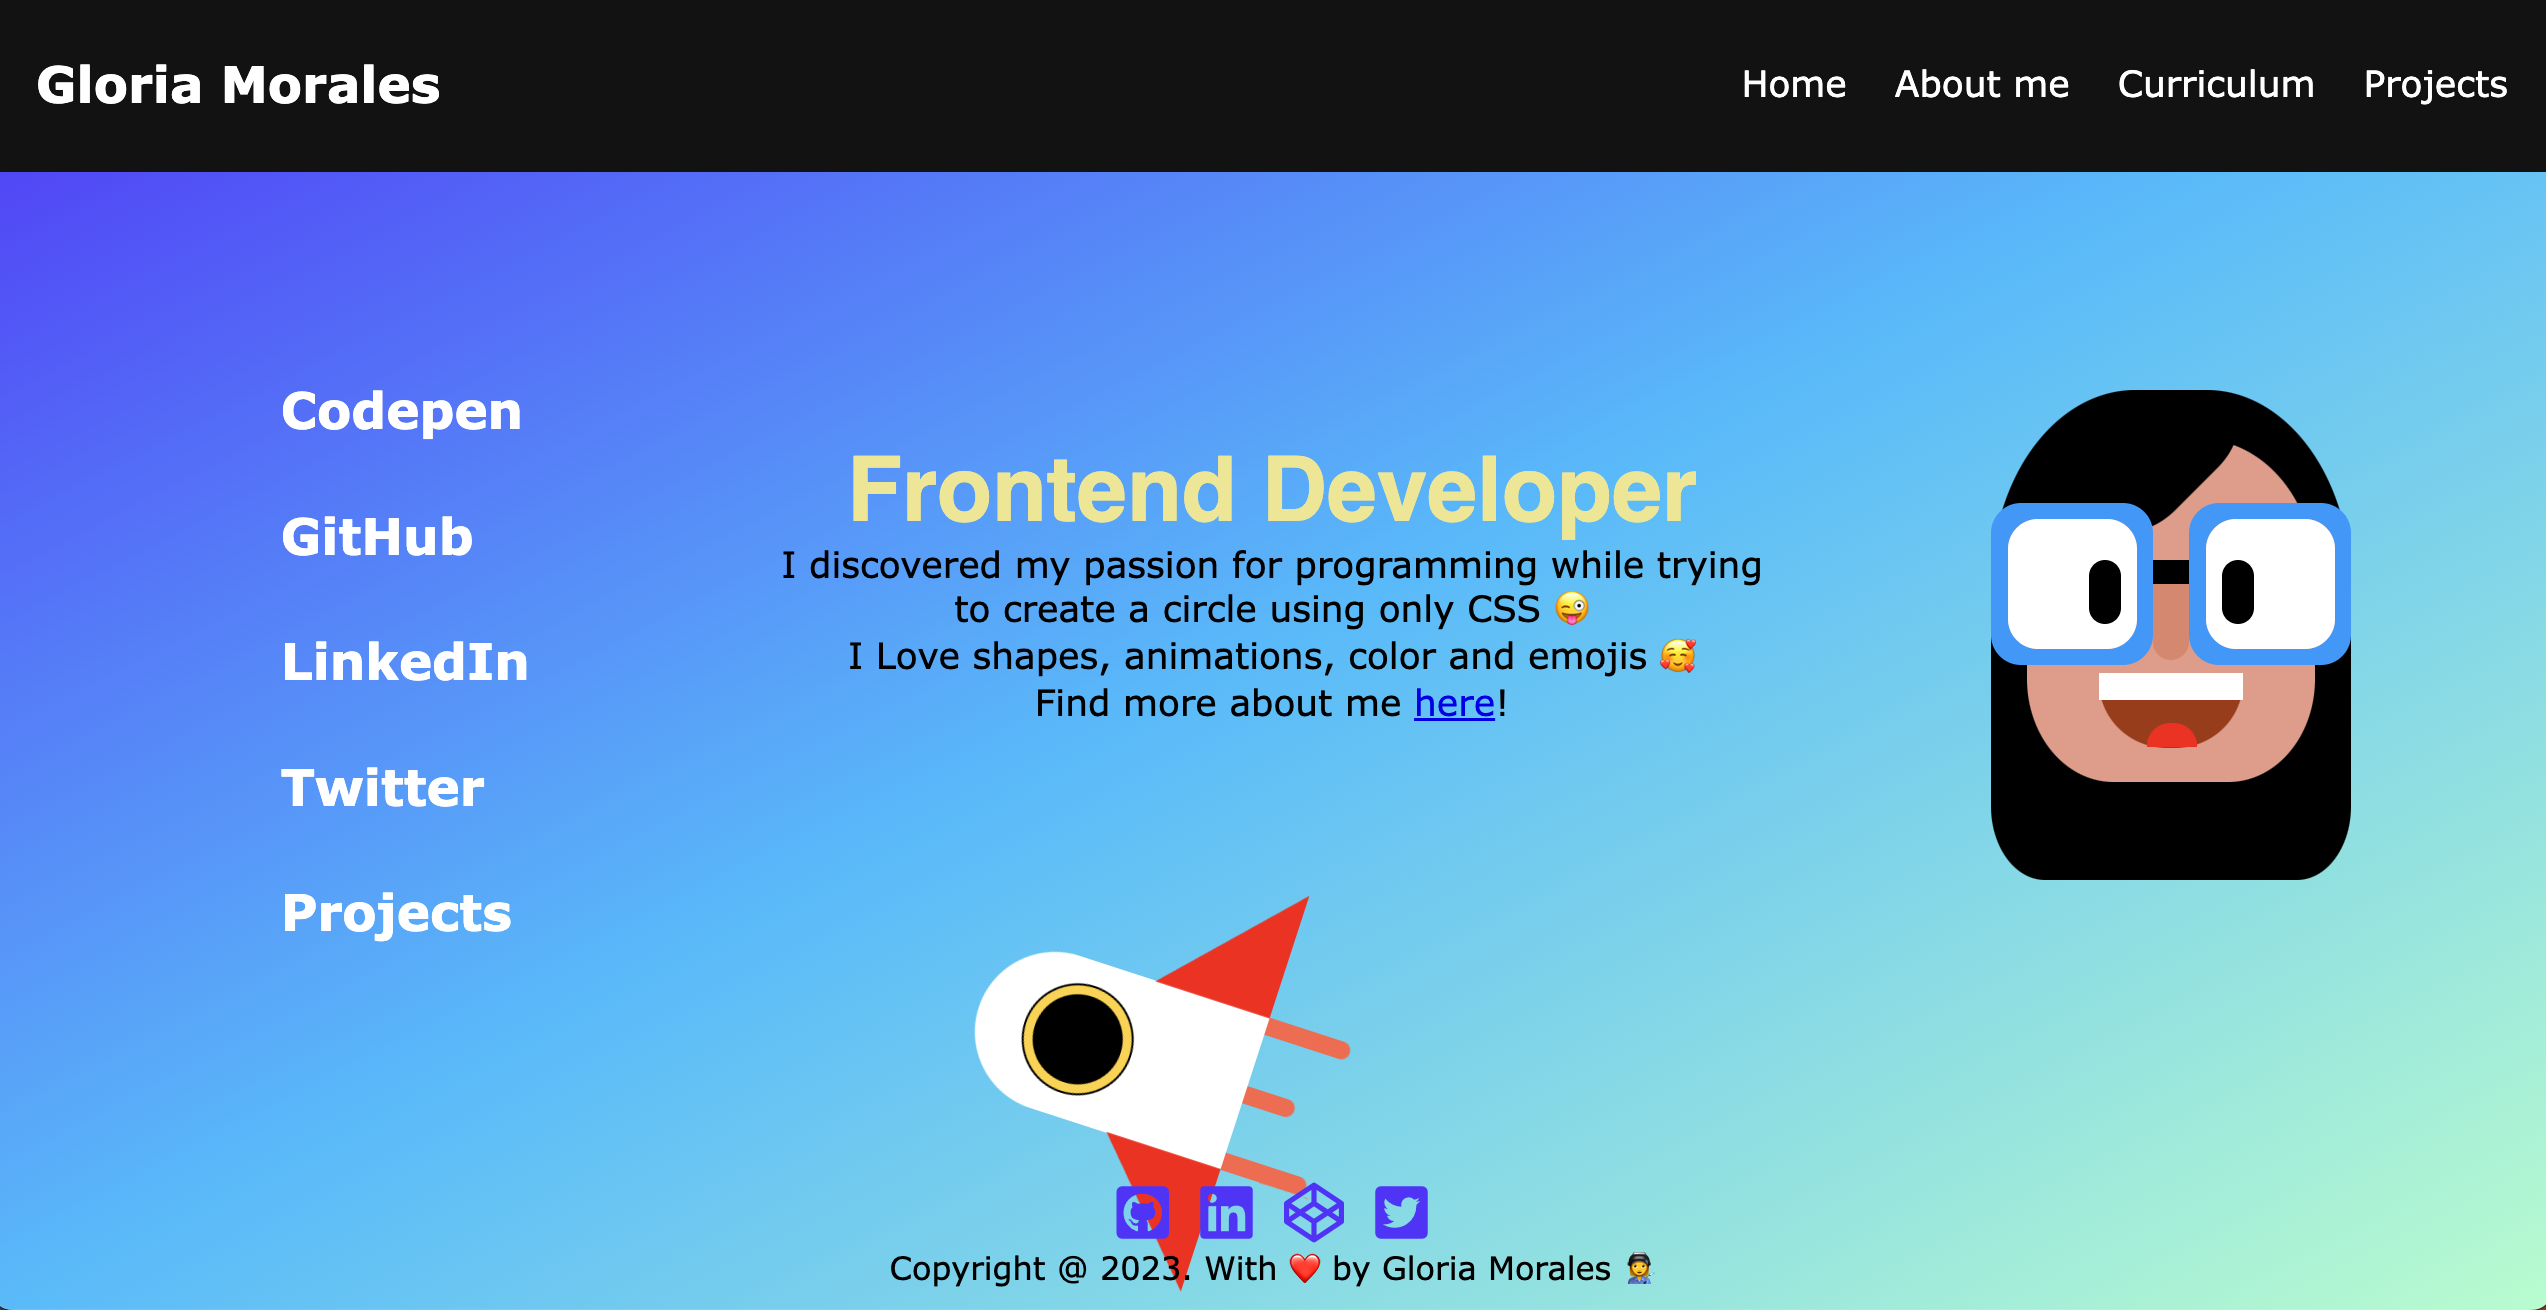 Gloria Morales
Home About me Curriculum Projects
Codepen
GitHub
LinkedIn
Twitter
Projects
Frontend Developer
I discovered my passion for programming while trying
to create a circle using only CSS 😜
I Love shapes, animations, color and emojis 🥰
Find more about me here!
in
Copyright @ 2023. With ❤️ by Gloria Morales 👩‍🏭